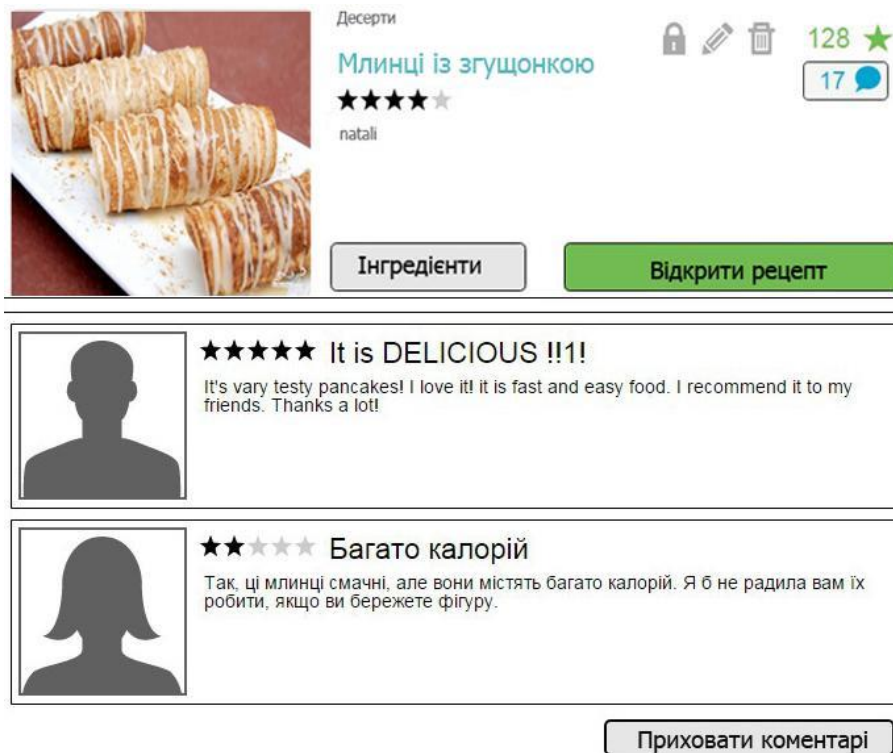 Десерти
Млинці із згущонкою
natali
128
17
Інгредієнти
Відкрити рецепт
It is DELICIOUS !!1!
It's vary testy pancakes! I love it! it is fast and easy food. I recommend it to my
friends. Thanks a lot!
Багато калорій
Так, ці млинці смачні, але вони містять багато калорій. Я б не радила вам їх
робити, якщо ви бережете фігуру.
Приховати коментарі